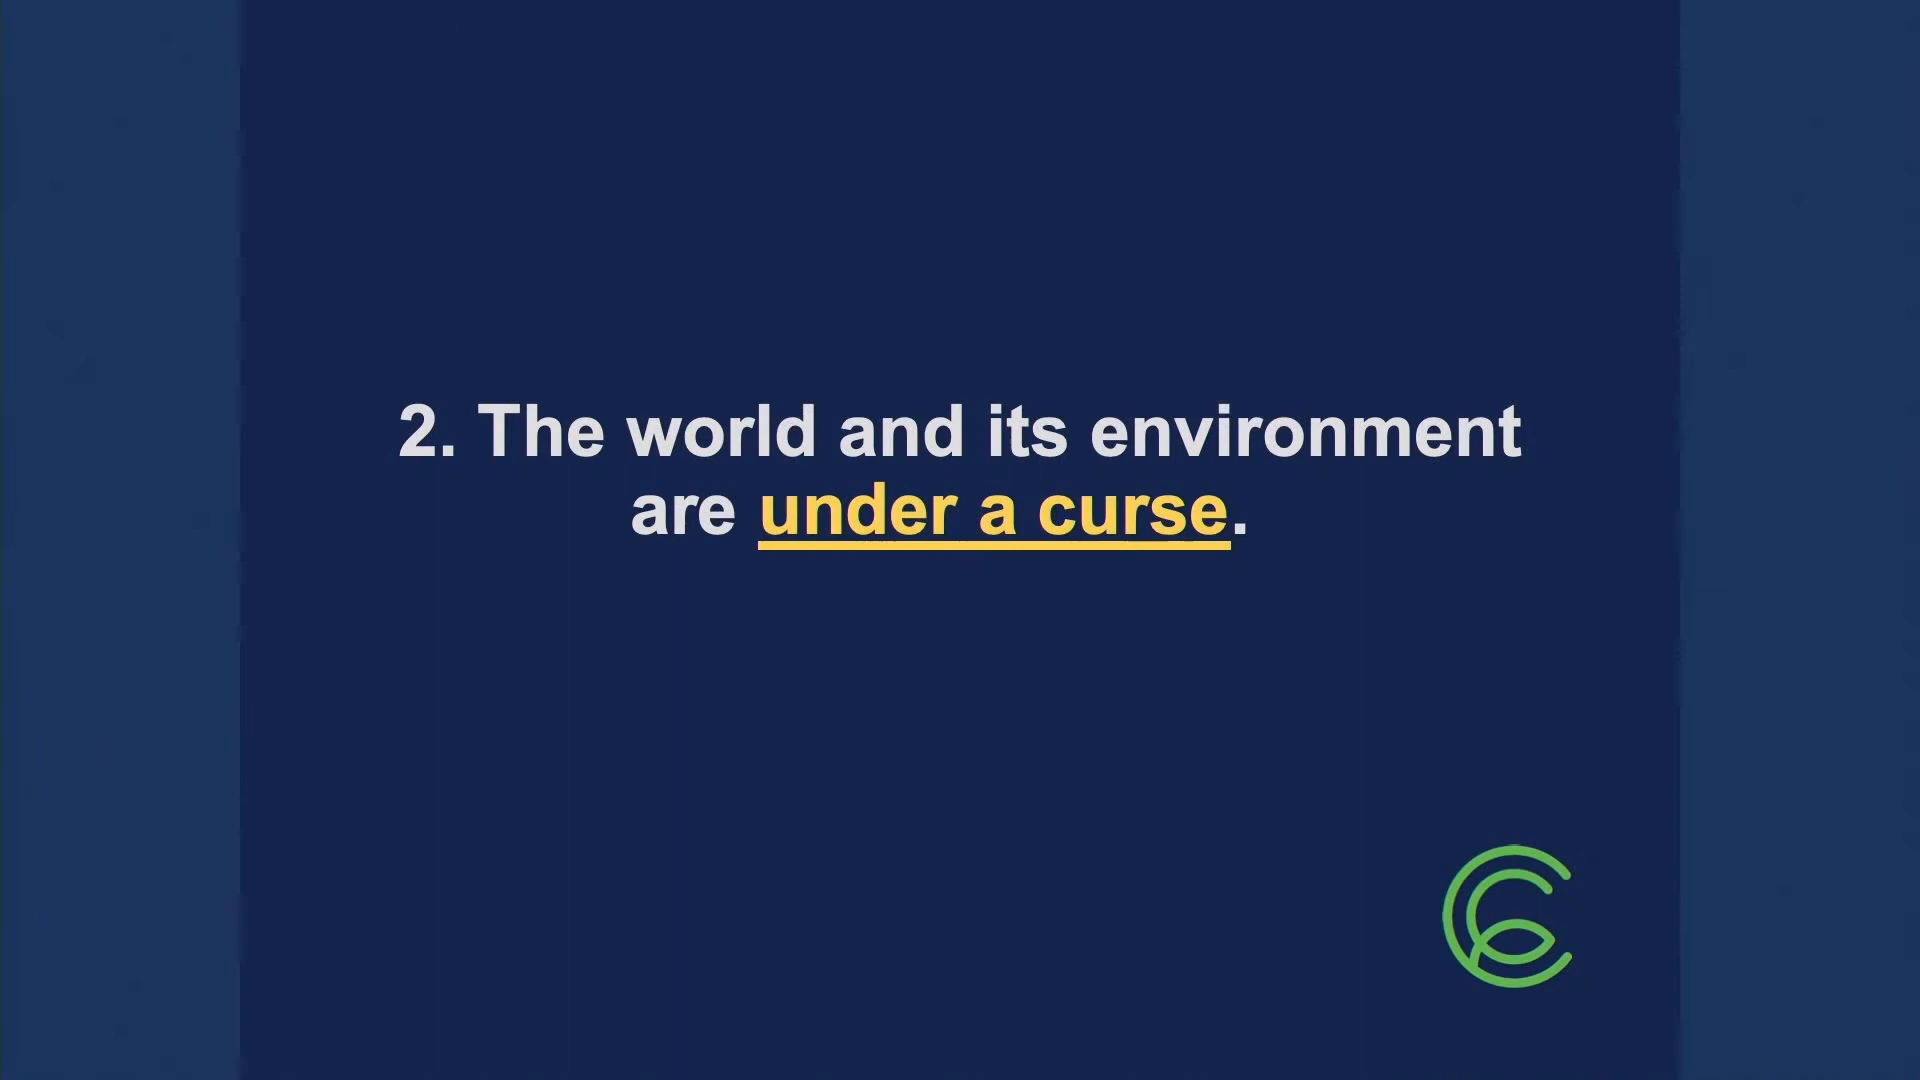 2. The world and its environment
are under a curse.